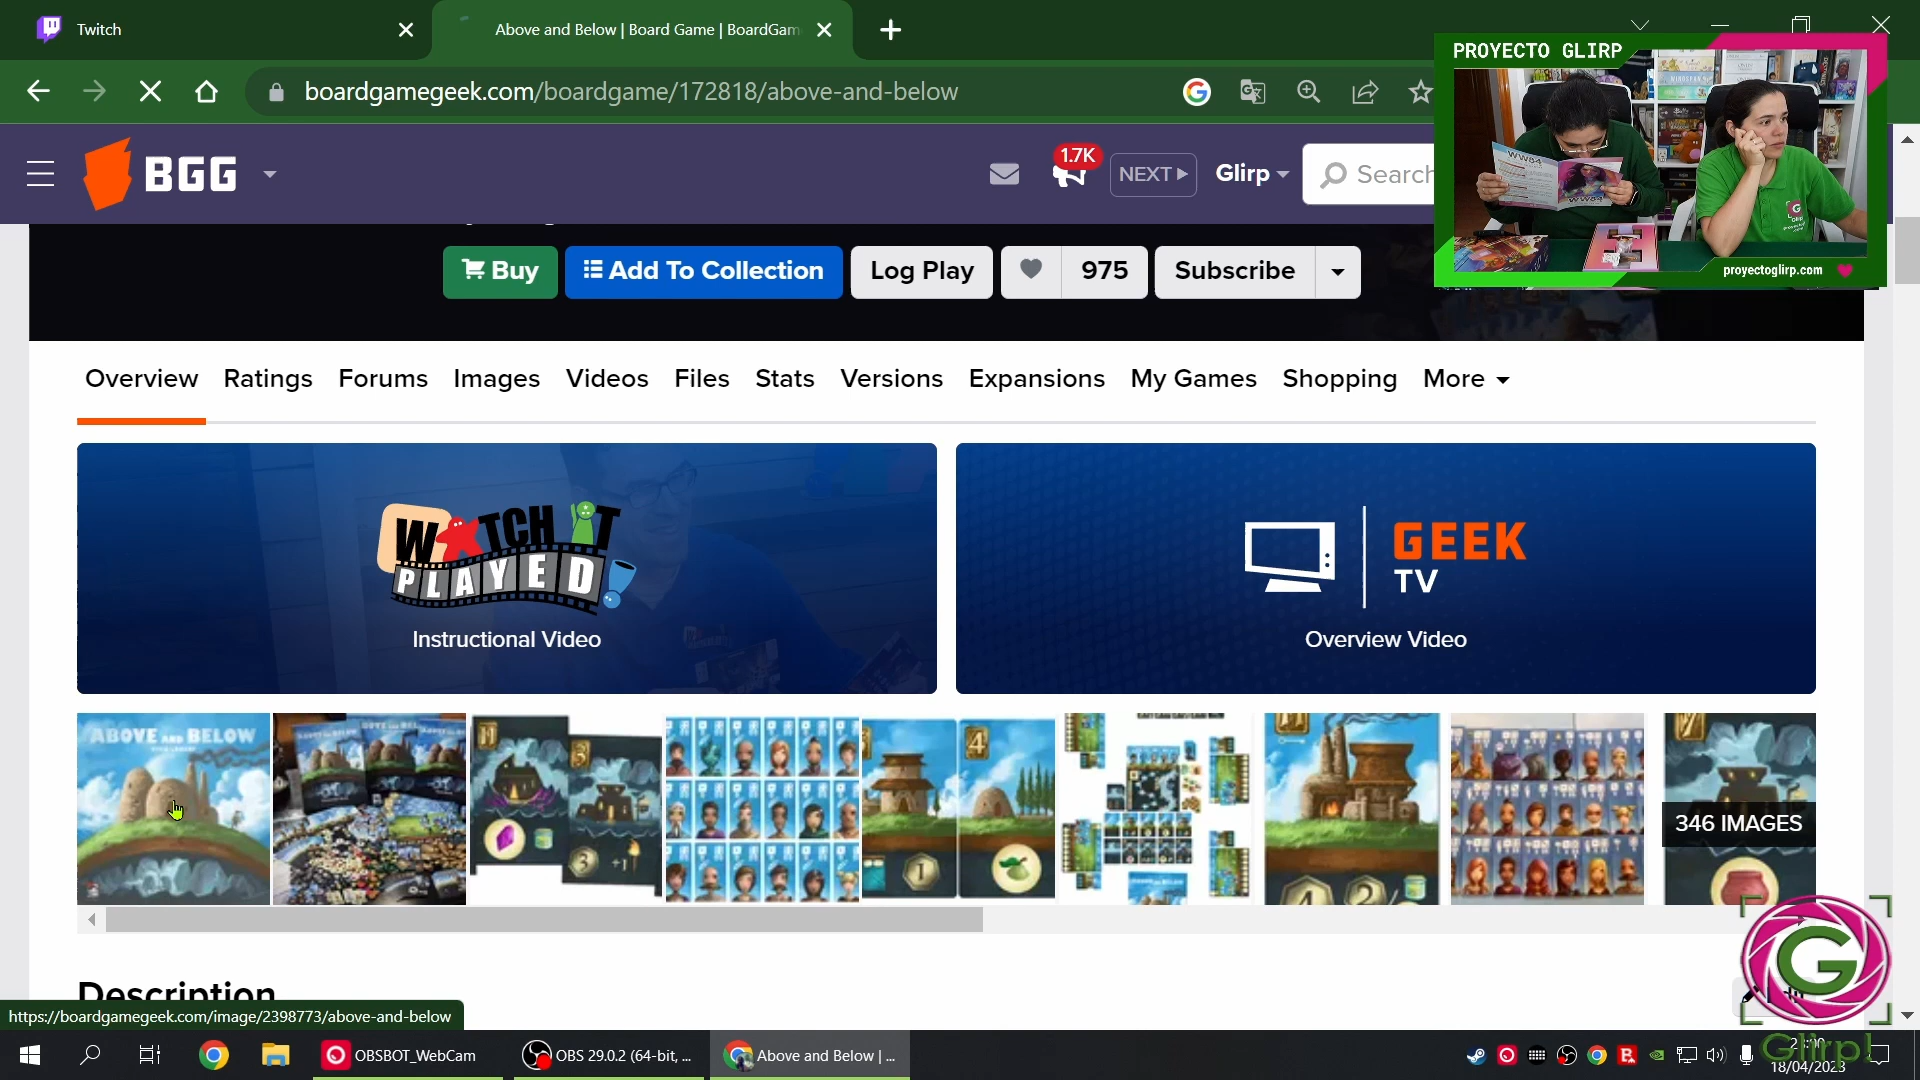 Twitch
Above and Below | Board Game | BoardGam
boardgamegeek.com/boardgame/172818/above-and-below
PROYECTO GLIRP
WW84
WW84
proyectoglirp.com
BGG
1.7K
NEXT
Glirp
Search
Buy
Add To Collection
Log Play
975
Subscribe
Overview
Ratings
Forums
Images
Videos
Files
Stats
Versions
Expansions
My Games
Shopping
More
WATCH IT
PLAYED
Instructional Video
GEEK
TV
Overview Video
ABOVE AND BELOW
346 IMAGES
Description
https://boardgamegeek.com/image/2398773/above-and-below
G
Glirp!
OBSBOT_WebCam
OBS 29.0.2 (64-bit, ...
Above and Below | ...
18/04/2023